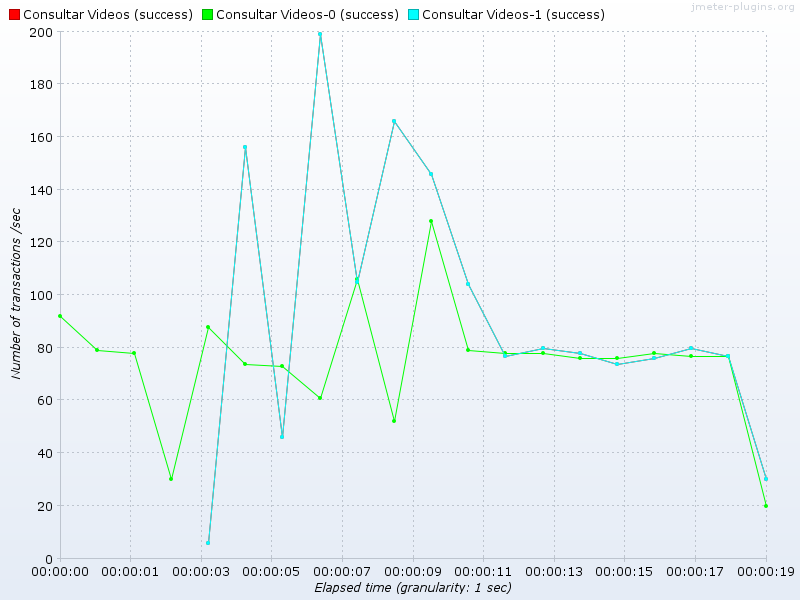 jmeter-plugins.org
Consultar Videos (success) Consultar Videos-0 (success) Consultar Videos-1 (success)
200
180
160
140
120
100
80
60
40
20
0
Number of transactions /sec
00:00:00 00:00:01 00:00:03 00:00:05 00:00:07 00:00:09 00:00:11 00:00:13 00:00:15 00:00:17 00:00:19
Elapsed time (granularity: 1 sec)